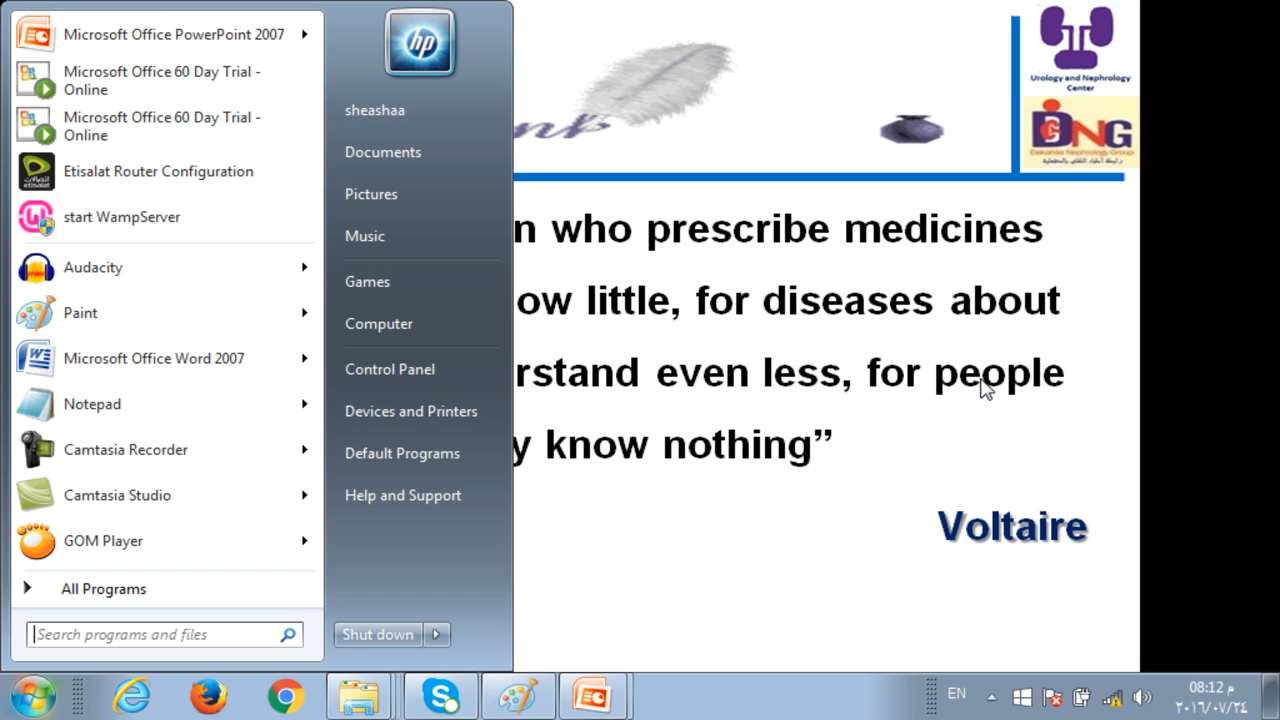 Microsoft Office PowerPoint 2007
Microsoft Office 60 Day Trial -
Online
Microsoft Office 60 Day Trial -
Online
Etisalat Router Configuration
start WampServer
Audacity
Paint
Microsoft Office Word 2007
Notepad
Camtasia Recorder
Camtasia Studio
GOM Player
All Programs
Search programs and files
hp
sheashaa
Documents
Pictures
Music
Games
Computer
Control Panel
Devices and Printers
Default Programs
Help and Support
Shut down
Urology and Nephrology
Center
DNG
Dakahlia Nephrology Group
n who prescribe medicines
ow little, for diseases about
rstand even less, for people
y know nothing”
Voltaire
EN
08:12 م
٢٠١٦/٠٧/٢٤